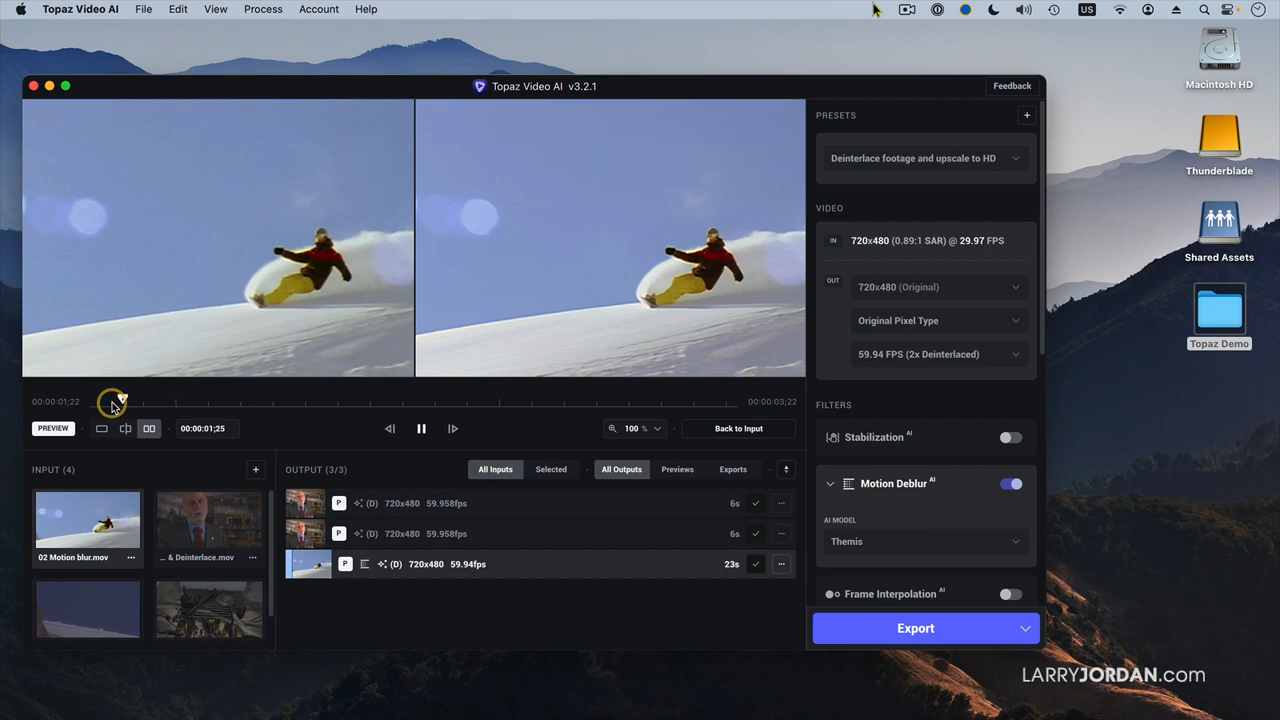 Topaz Video AI File Edit View Process Account Help
US
Macintosh HD
Topaz Video AI v3.2.1
Feedback
PRESETS
Deinterlace footage and upscale to HD
Thunderblade
VIDEO
IN 720x480 (0.89:1 SAR) @ 29.97 FPS
Shared Assets
OUT 720x480 (Original)
Original Pixel Type
Topaz Demo
59.94 FPS (2x Deinterlaced)
00:00:01;22 00:00:03;22
FILTERS
PREVIEW 00:00:01;25 100 % Back to Input
Stabilization AI
INPUT (4) OUTPUT (3/3) All Inputs Selected All Outputs Previews Exports
Motion Deblur AI
P (D) 720x480 59.958fps 6s
AI MODEL
P (D) 720x480 59.958fps 6s
Themis
02 Motion blur.mov ... & Deinterlace.mov
P (D) 720x480 59.94fps 23s
Frame Interpolation AI
Export
LARRYJORDAN.com